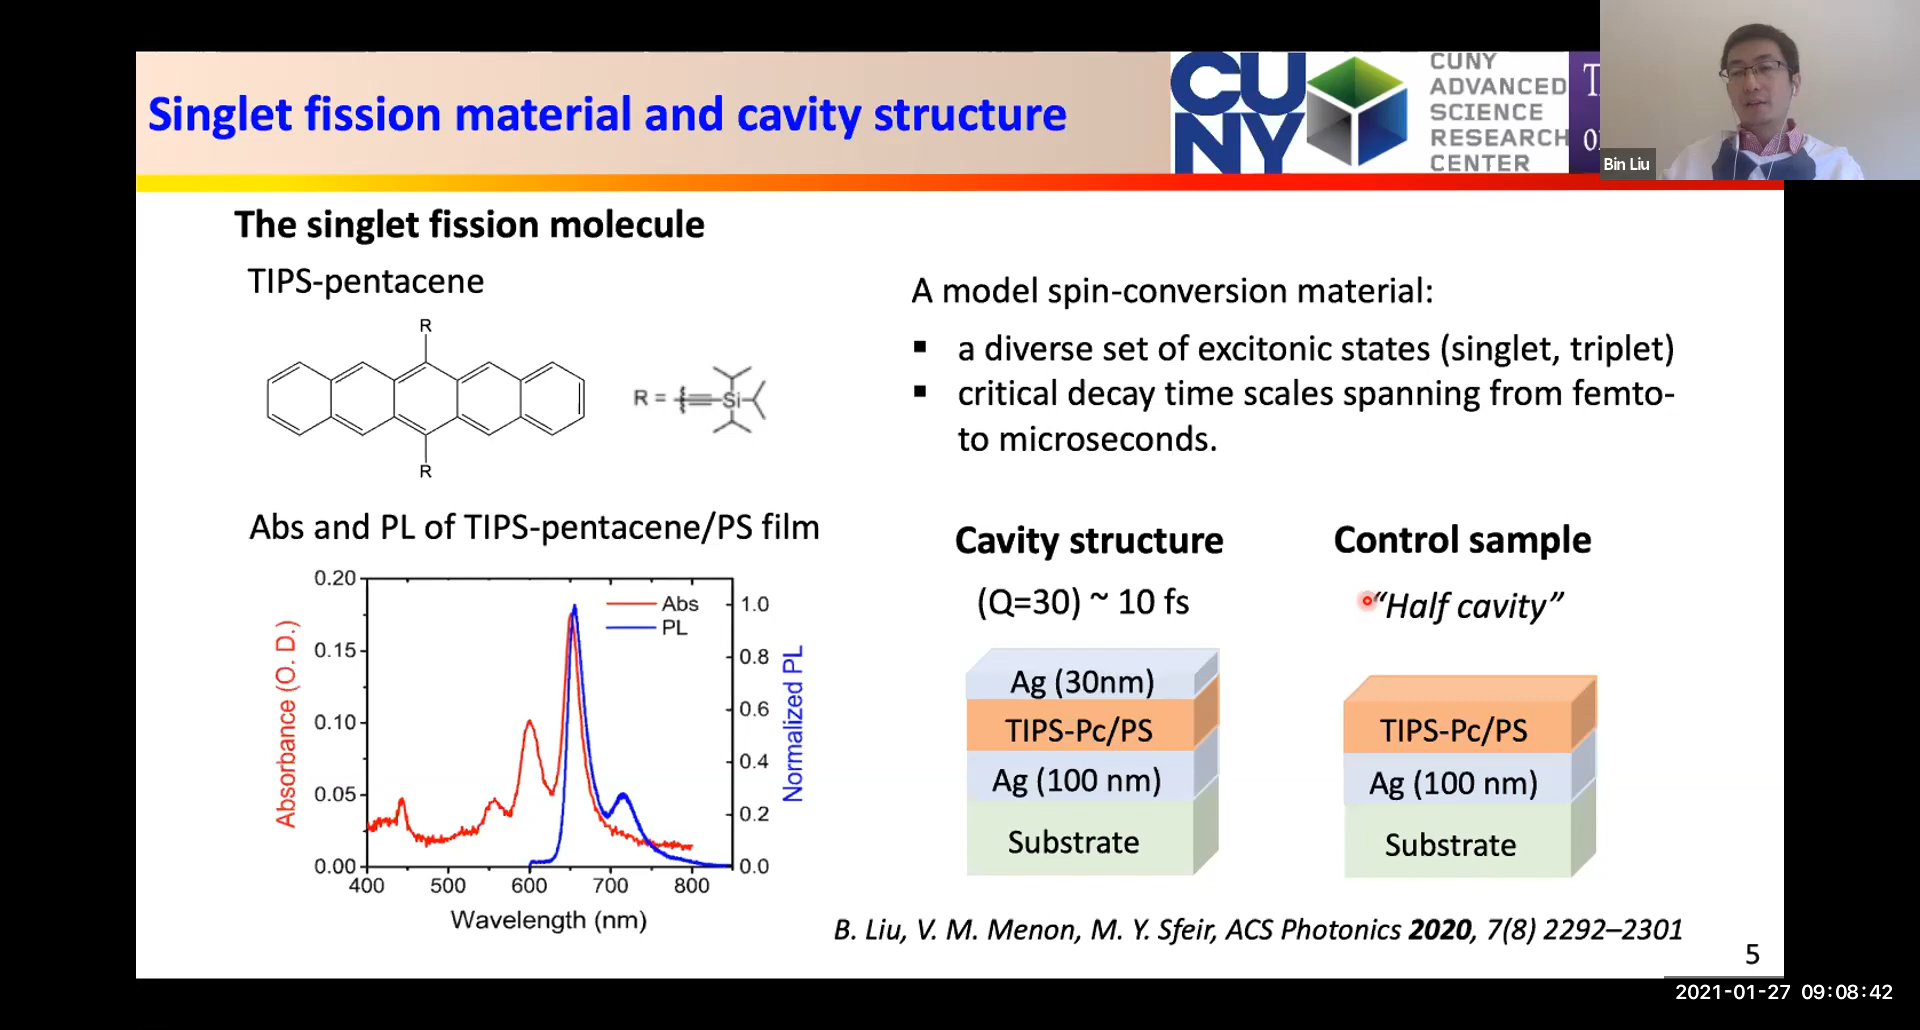 Singlet fission material and cavity structure
CU
NY
CUNY
ADVANCED
SCIENCE
RESEARCH
CENTER
Bin Liu
The singlet fission molecule
TIPS-pentacene
R
R
R =
Si
A model spin-conversion material:
▪ a diverse set of excitonic states (singlet, triplet)
▪ critical decay time scales spanning from femto-
to microseconds.
Abs and PL of TIPS-pentacene/PS film
Absorbance (O. D.)
0.20
0.15
0.10
0.05
0.00
Abs
PL
1.0
0.8
0.6
0.4
0.2
0.0
Normalized PL
400 500 600 700 800
Wavelength (nm)
Cavity structure
(Q=30) ~ 10 fs
Ag (30nm)
TIPS-Pc/PS
Ag (100 nm)
Substrate
Control sample
“Half cavity”
TIPS-Pc/PS
Ag (100 nm)
Substrate
B. Liu, V. M. Menon, M. Y. Sfeir, ACS Photonics 2020, 7(8) 2292–2301
5
2021-01-27 09:08:42